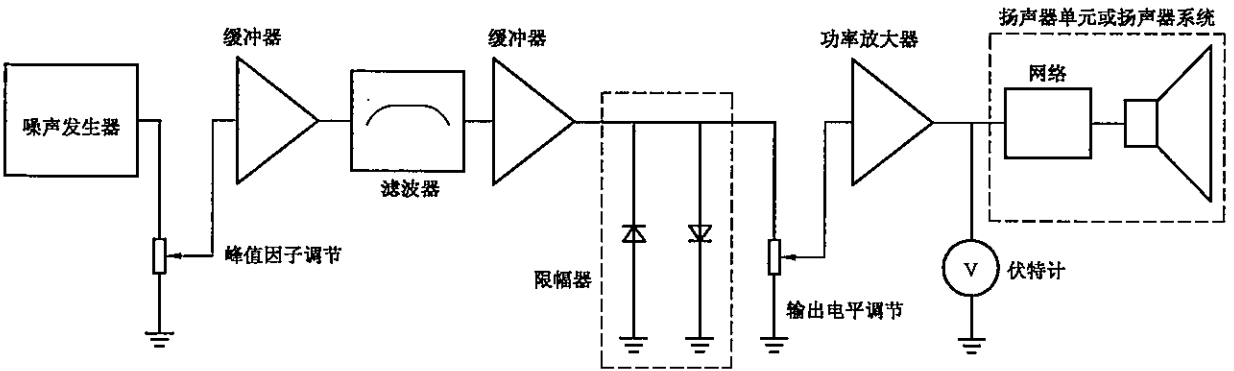 扬声器单元或扬声器系统
缓冲器
缓冲器
功率放大器
网络
噪声发生器
滤波器
峰值因子调节
限幅器
V
伏特计
输出电平调节